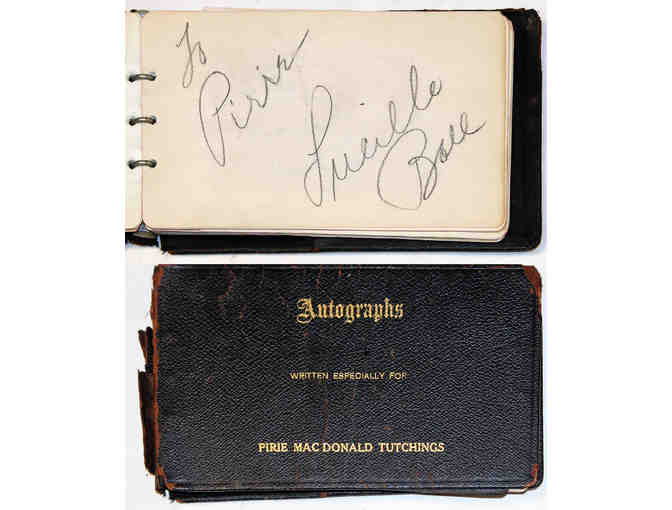 To
Pirie
Lucille
Ball
Autographs
WRITTEN ESPECIALLY FOR
PIRIE MAC DONALD TUTCHINGS